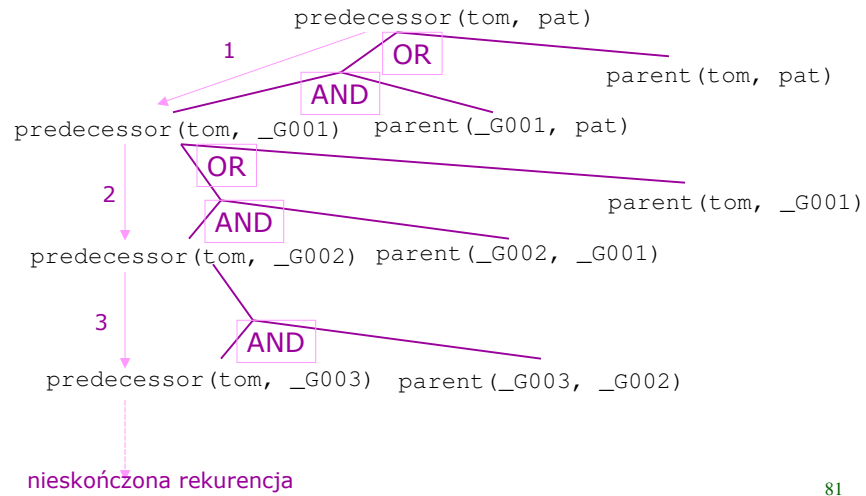 predecessor(tom, pat)
1
OR
parent(tom, pat)
AND
predecessor(tom, _G001) parent(_G001, pat)
OR
2
parent(tom, _G001)
AND
predecessor(tom, _G002) parent(_G002, _G001)
3
AND
predecessor(tom, _G003) parent(_G003, _G002)
nieskończona rekurencja
81